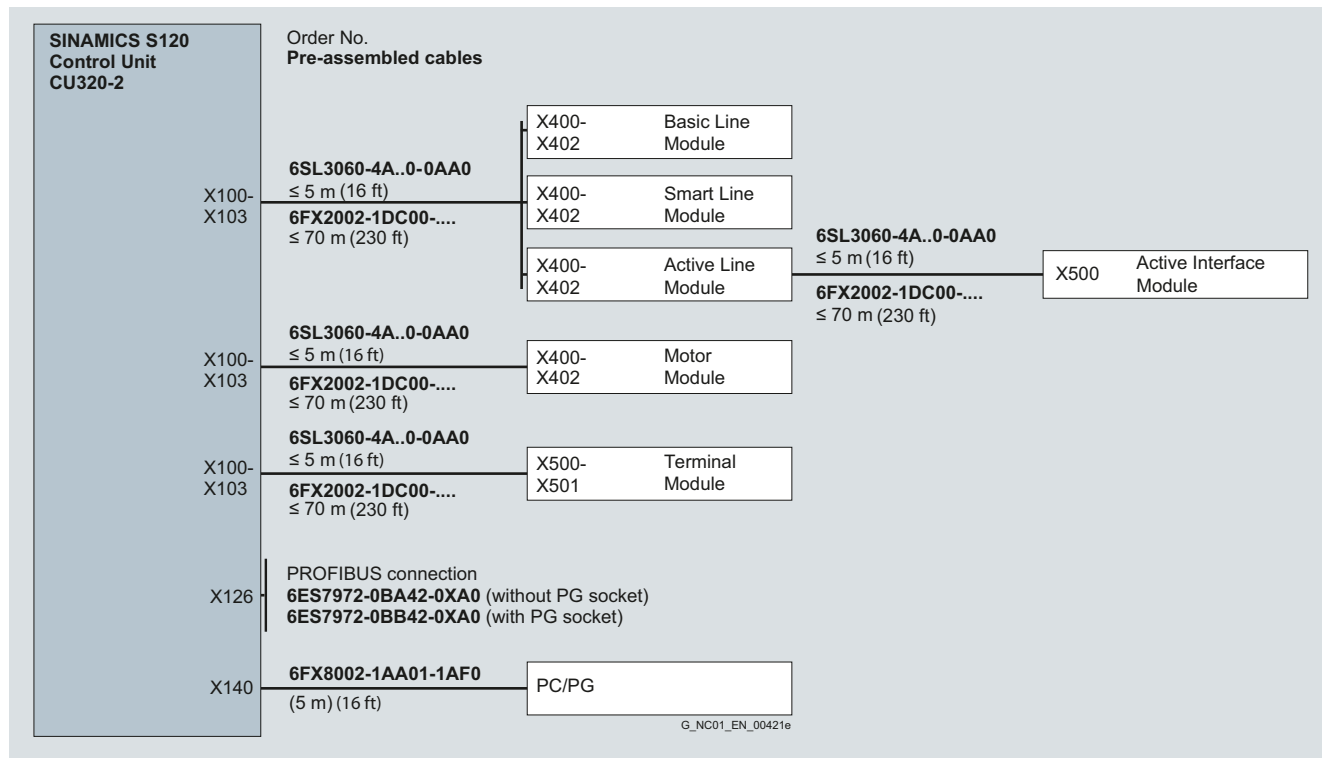 SINAMICS S120
Control Unit
CU320-2
Order No.
Pre-assembled cables
X100-
X103
6SL3060-4A..0-0AA0
≤ 5 m (16 ft)
6FX2002-1DC00-....
≤ 70 m (230 ft)
X400- Basic Line
X402 Module
X400- Smart Line
X402 Module
X400- Active Line
X402 Module
6SL3060-4A..0-0AA0
≤ 5 m (16 ft)
6FX2002-1DC00-....
≤ 70 m (230 ft)
X500 Active Interface
Module
X100-
X103
6SL3060-4A..0-0AA0
≤ 5 m (16 ft)
6FX2002-1DC00-....
≤ 70 m (230 ft)
X400- Motor
X402 Module
X100-
X103
6SL3060-4A..0-0AA0
≤ 5 m (16 ft)
6FX2002-1DC00-....
≤ 70 m (230 ft)
X500- Terminal
X501 Module
X126
PROFIBUS connection
6ES7972-0BA42-0XA0 (without PG socket)
6ES7972-0BB42-0XA0 (with PG socket)
X140
6FX8002-1AA01-1AF0
(5 m) (16 ft)
PC/PG
G_NC01_EN_00421e